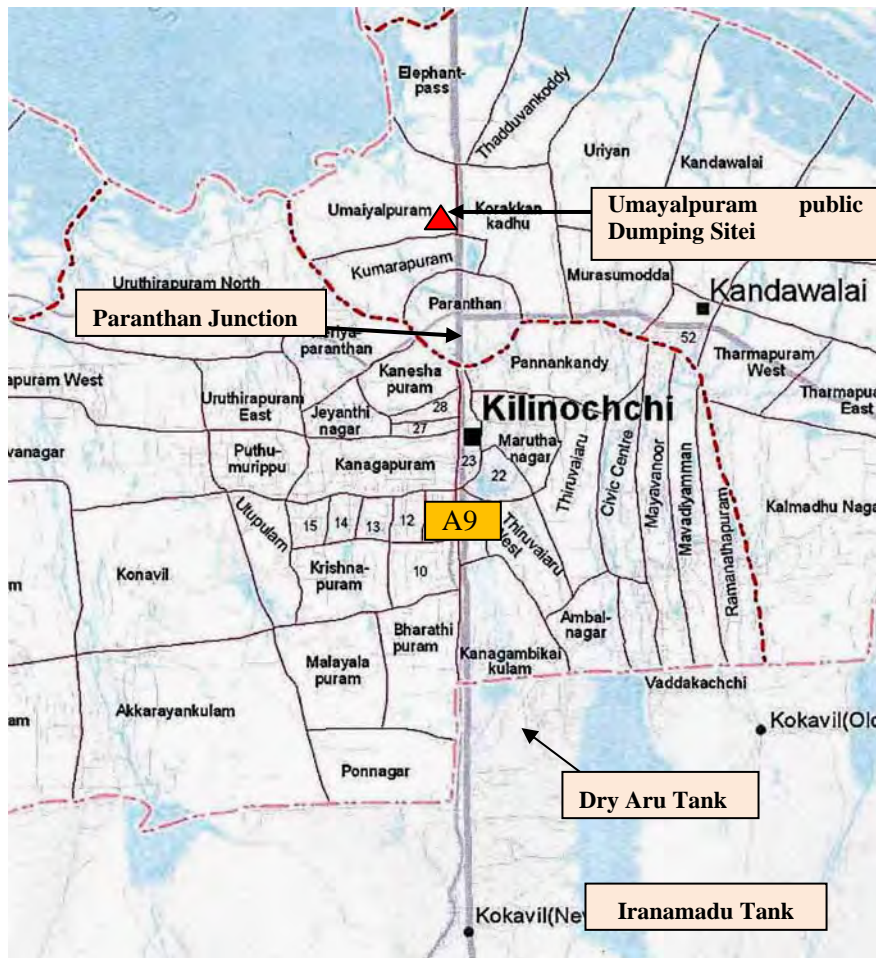 Elephant-
pass
Thadduvankoddy
Uriyan
Kandawalai
Umaiyalpuram
Korakkan
kadhu
Umayalpuram public
Dumping Sitei
Kumarapuram
Murasumodda
Uruthirapuram North
Paranthan
Kandawalai
Paranthan Junction
52
paranthan
Kanesha
puram
Pannankandy
Tharmapuram
West
apuram West
Uruthirapuram
East
Jeyanthi
nagar
28
27
Kilinochchi
Tharmapu
East
vanagar
Puthu-
murippu
Kanagapuram
23
Marutha-
nagar
22
Thiruvaiaru
Civic Centre
Mayavanoor
Mavadiyamman
Ramanathapuram
Kalmadhu Naga
Utupulam
15
14
13
12
A9
Thiruvaiaru
West
Konavil
Krishna-
puram
10
m
Bharathi
puram
Ambal-
nagar
Kanagambikai
kulam
Malayala
puram
Vaddakachchi
am
Akkarayankulam
Kokavil(Old
Ponnagar
Dry Aru Tank
Kokavil(Ne
Iranamadu Tank